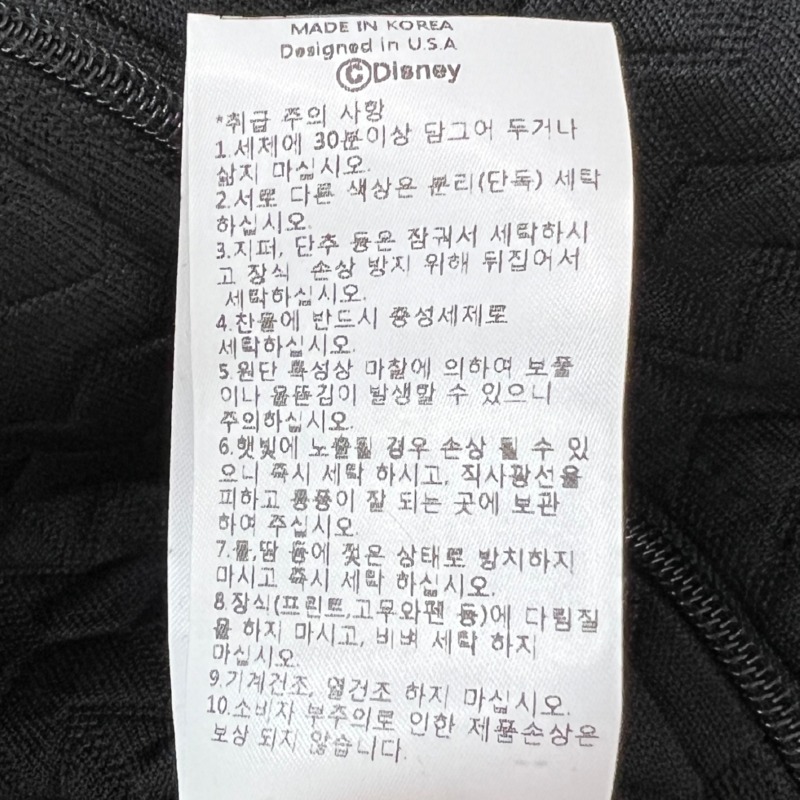 MADE IN KOREA
Designed in U.S.A
©Disney
*취급 주의 사항
1.세제에 30분이상 담그어 두거나
삶지 마십시오.
2.서로 다른 색상은 분리(단독) 세탁
하십시오.
3.지퍼, 단추 등은 잠궈서 세탁하시
고 장식 손상 방지 위해 뒤집어서
세탁하십시오.
4.찬물에 반드시 중성세제로
세탁하십시오.
5.원단 특성상 마찰에 의하여 보풀
이나 올뜯김이 발생할 수 있으니
주의하십시오.
6.햇빛에 노출될 경우 손상 될 수 있
으니 즉시 세탁 하시고, 직사광선을
피하고 통풍이 잘 되는 곳에 보관
하여 주십시오.
7.물,땀 등에 젖은 상태로 방치하지
마시고 즉시 세탁 하십시오.
8.장식(프린트,고무와펜 등)에 다림질
을 하지 마시고, 비벼 세탁 하지
마십시오.
9.기계건조, 열건조 하지 마십시오.
10.소비자 부주의로 인한 제품손상은
보상 되지 않습니다.